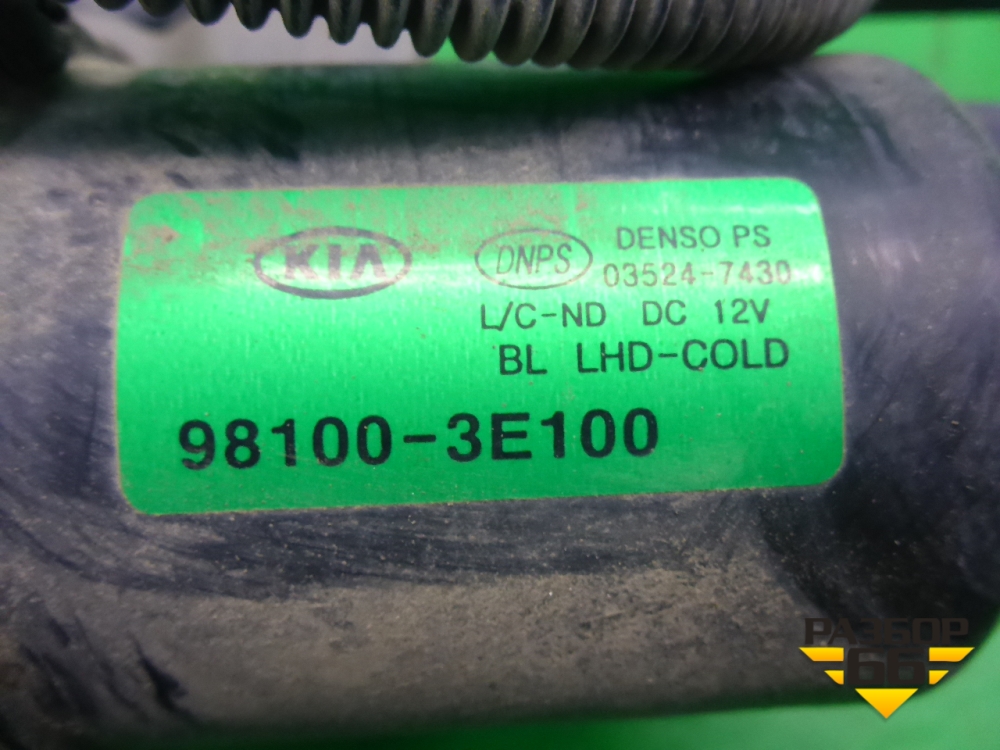 KIA
DNPS
DENSO PS
03524-7430
L/C-ND DC 12V
BL LHD-COLD
98100-3E100
РАЗБОР
66